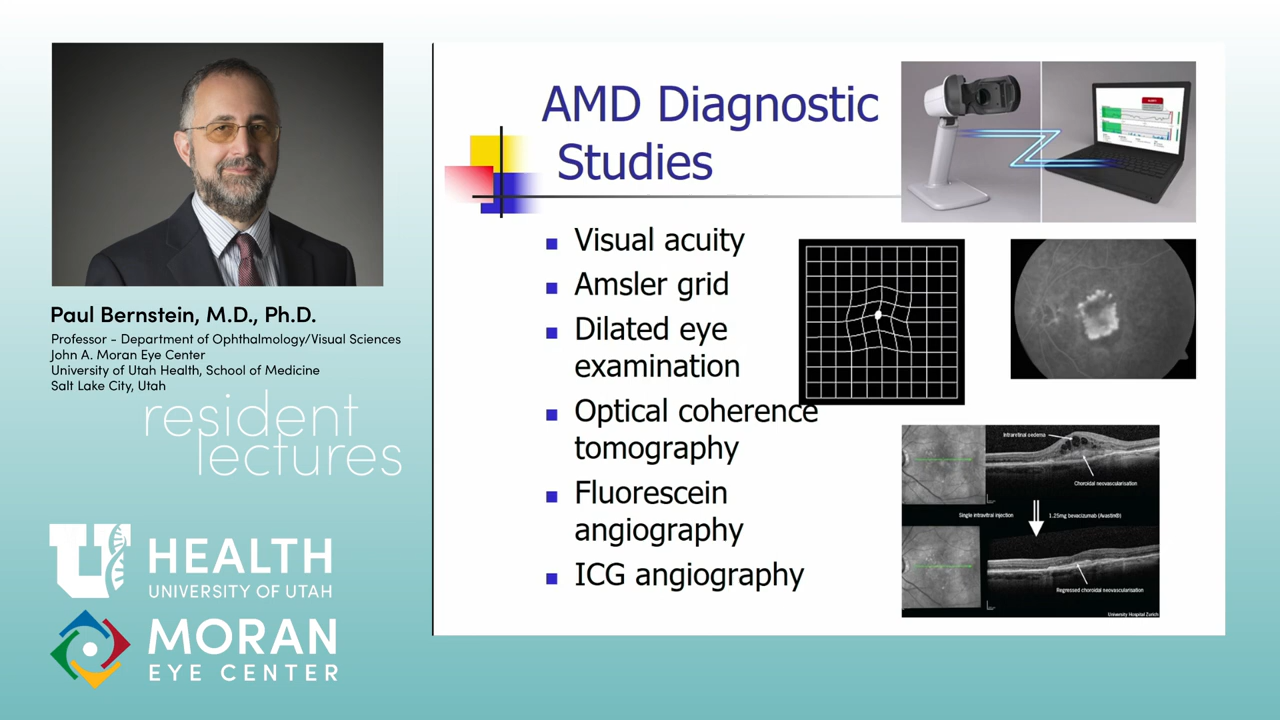 Paul Bernstein, M.D., Ph.D.
Professor - Department of Ophthalmology/Visual Sciences
John A. Moran Eye Center
University of Utah Health, School of Medicine
Salt Lake City, Utah
resident
lectures
U HEALTH
UNIVERSITY OF UTAH
MORAN
EYE CENTER
AMD Diagnostic
Studies
Visual acuity
Amsler grid
Dilated eye
examination
Optical coherence
tomography
Fluorescein
angiography
ICG angiography
Intraretinal oedema
Choroidal neovascularisation
Single intravitreal injection
1.25mg bevacizumab (Avastin®)
Regressed choroidal neovascularisation
University Hospital Zurich